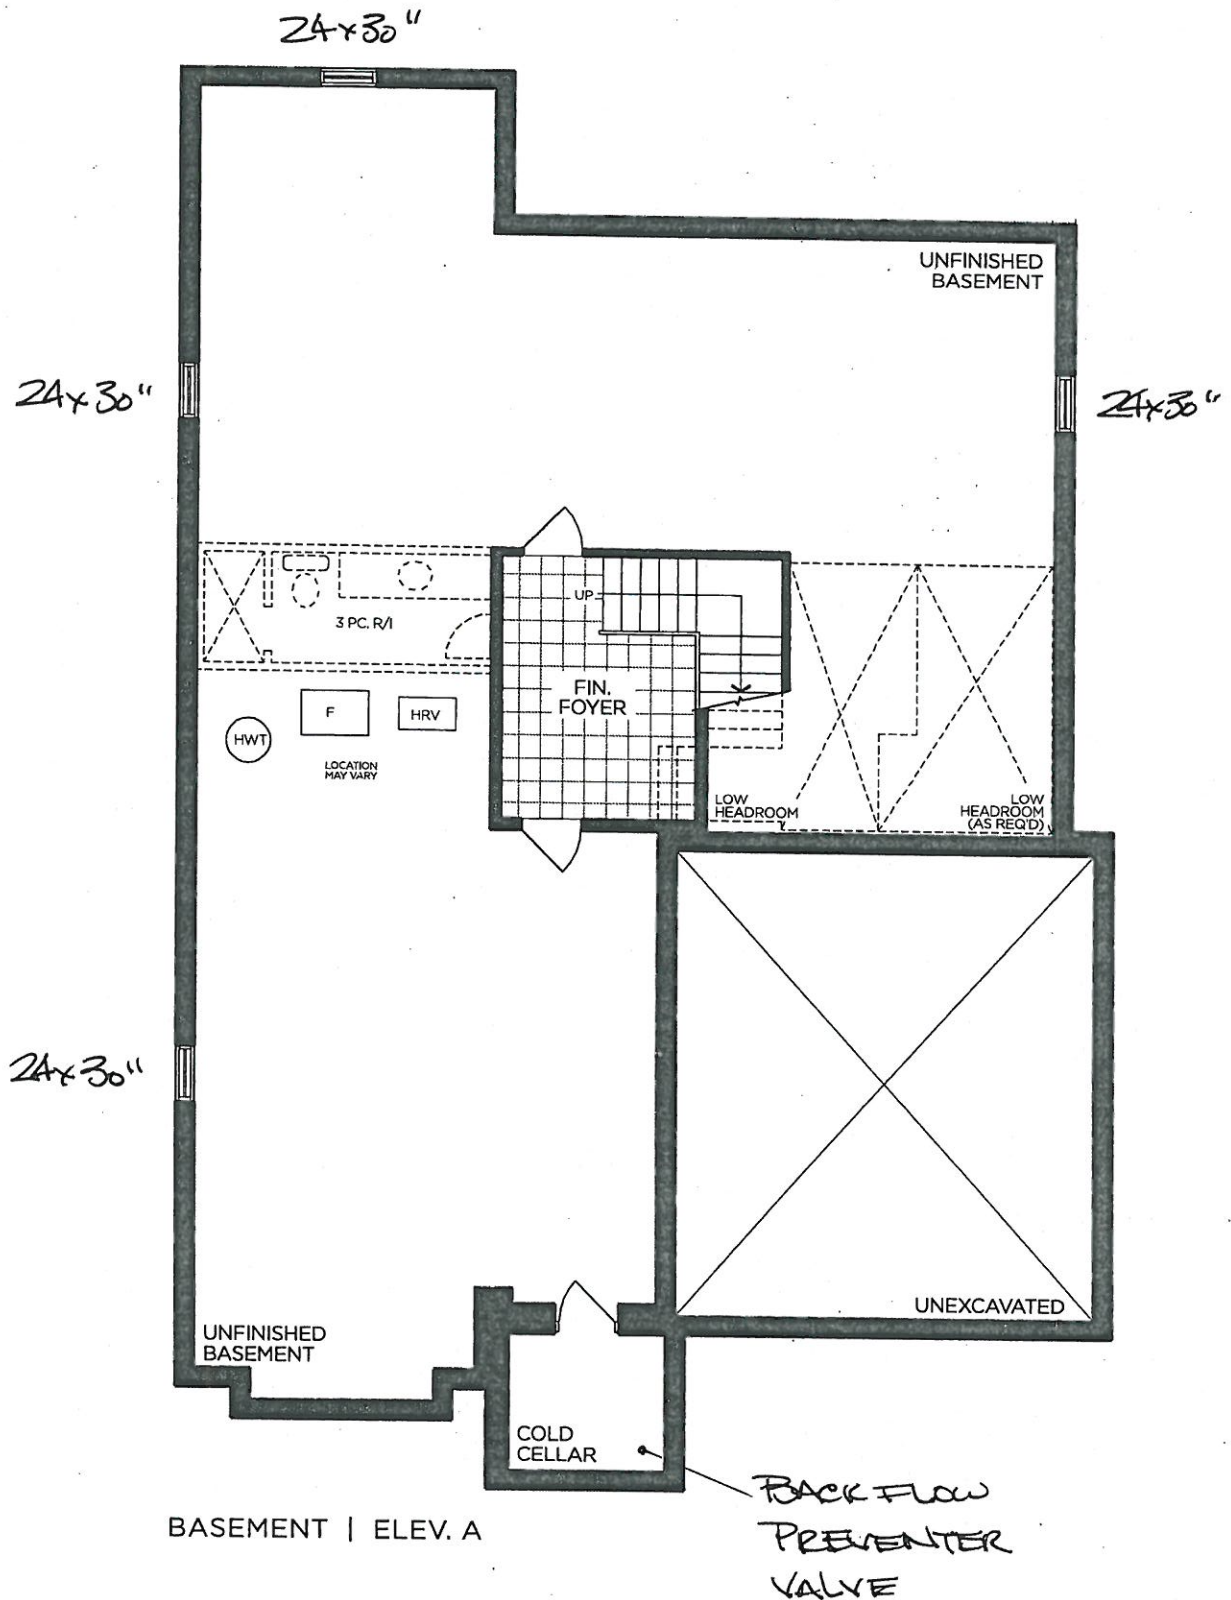 24x30"
UNFINISHED
BASEMENT
24x30"
24x30"
UP
3 PC. R/I
FIN.
FOYER
F
HRV
HWT
LOCATION
MAY VARY
LOW
HEADROOM
LOW
HEADROOM
(AS REQ'D)
24x30"
UNEXCAVATED
UNFINISHED
BASEMENT
COLD
CELLAR
BACK FLOW
PREVENTER
VALVE
BASEMENT | ELEV. A